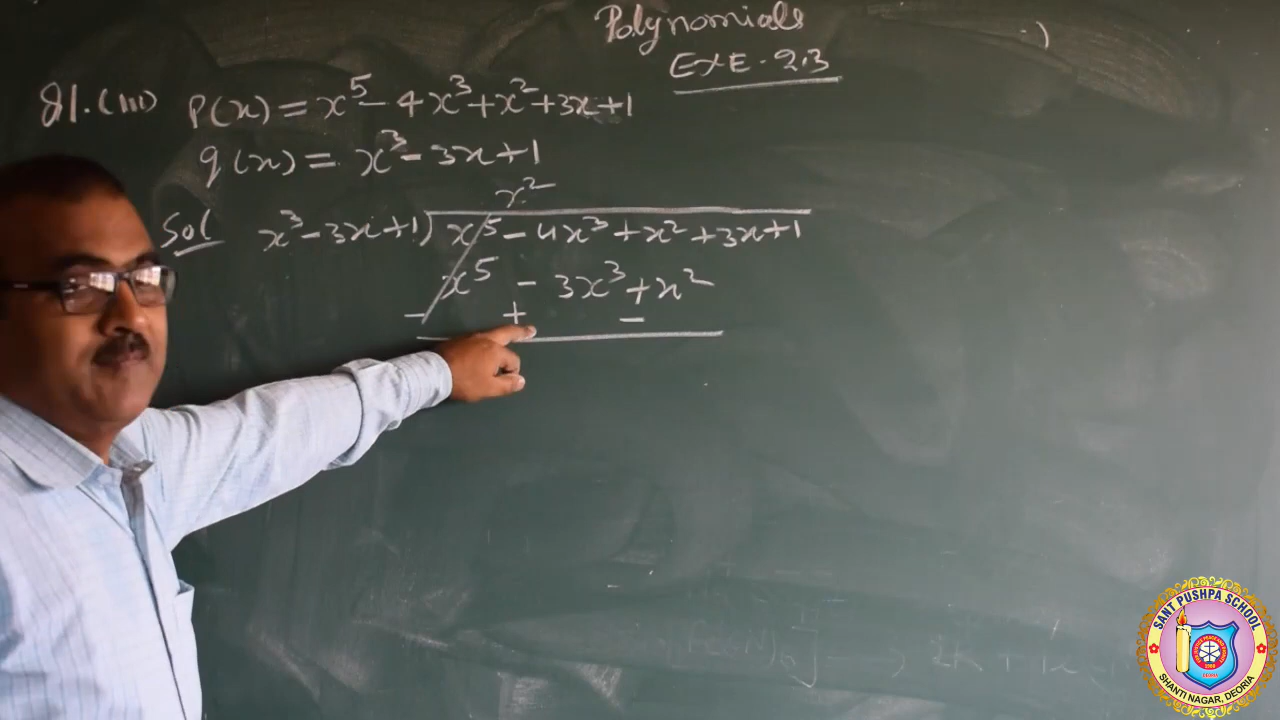 Polynomials
EXE. 2.3
Q1.(III) P(x) = x⁵ - 4x³ + x² + 3x + 1
g(x) = x³ - 3x + 1
x²
Sol x³ - 3x + 1) x⁵ - 4x³ + x² + 3x + 1
x⁵ - 3x³ + x²
- + -
SANT PUSHPA SCHOOL
SHANTI NAGAR, DEORIA